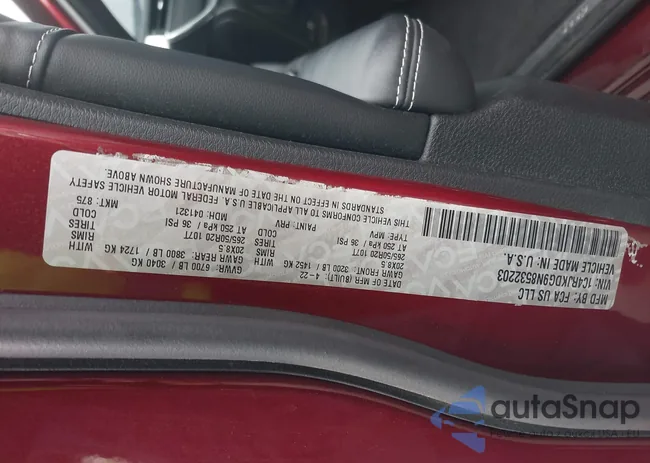 MFD BY: FCA US LLC
VIN: 1C4RJKDG9N8532203
VEHICLE MADE IN: U.S.A.
DATE OF MFR (BUILT): 4-22
GVWR: 6700 LB / 3040 KG
GAWR FRONT: 3200 LB / 1452 KG WITH
265/50R20 107T TIRES
20X8.5 RIMS
AT 250 kPa / 36 PSI COLD
GAWR REAR: 3800 LB / 1724 KG WITH
265/50R20 107T TIRES
20X8.5 RIMS
AT 250 kPa / 36 PSI COLD
TYPE: MPV PAINT: PRV MDH: 041321 MKT: 875
THIS VEHICLE CONFORMS TO ALL APPLICABLE U.S.A. FEDERAL MOTOR VEHICLE SAFETY
STANDARDS IN EFFECT ON THE DATE OF MANUFACTURE SHOWN ABOVE.
autaSnap